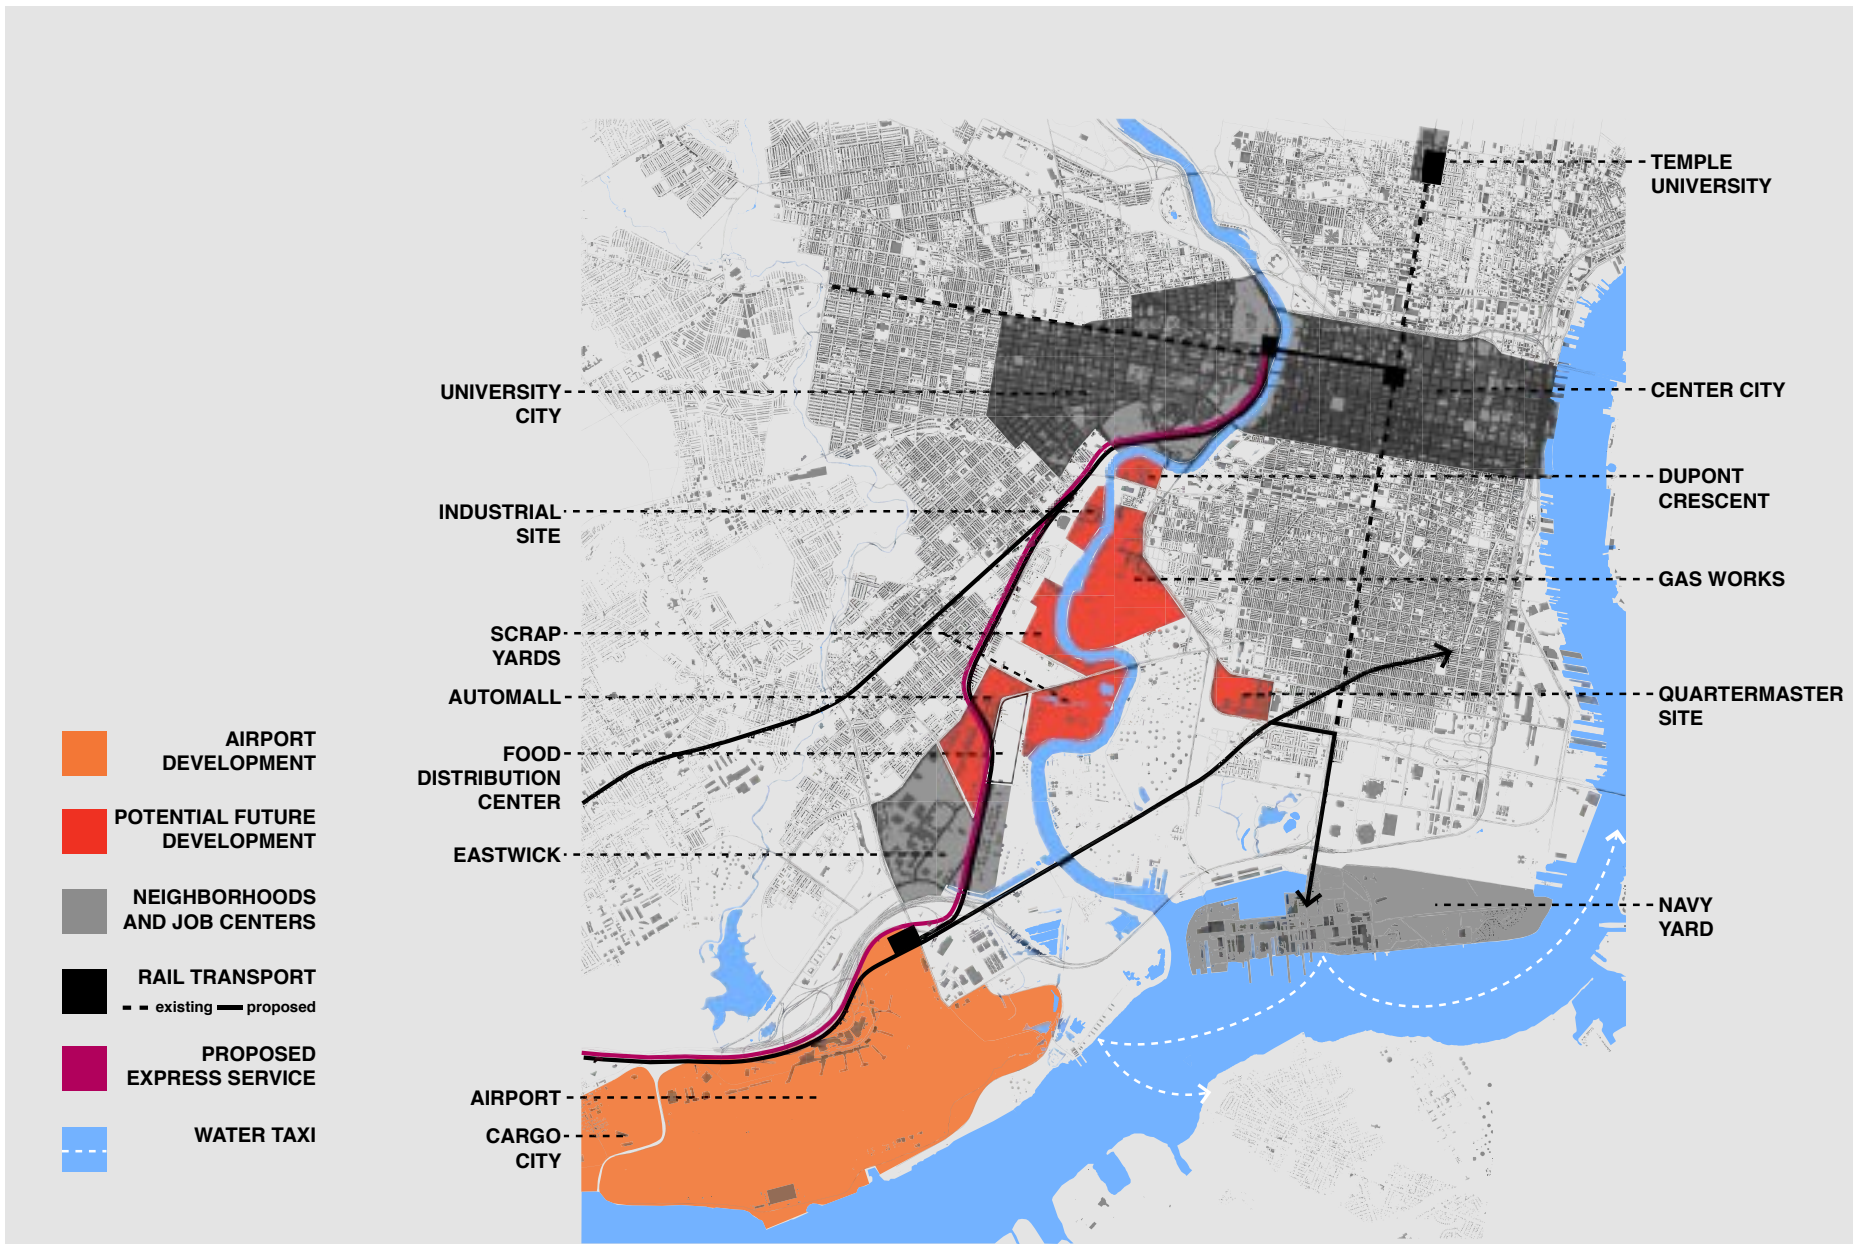 AIRPORT
DEVELOPMENT
POTENTIAL FUTURE
DEVELOPMENT
NEIGHBORHOODS
AND JOB CENTERS
RAIL TRANSPORT
existing proposed
PROPOSED
EXPRESS SERVICE
WATER TAXI
UNIVERSITY
CITY
INDUSTRIAL
SITE
SCRAP
YARDS
AUTOMALL
FOOD
DISTRIBUTION
CENTER
EASTWICK
AIRPORT
CARGO
CITY
TEMPLE
UNIVERSITY
CENTER CITY
DUPONT
CRESCENT
GAS WORKS
QUARTERMASTER
SITE
NAVY
YARD